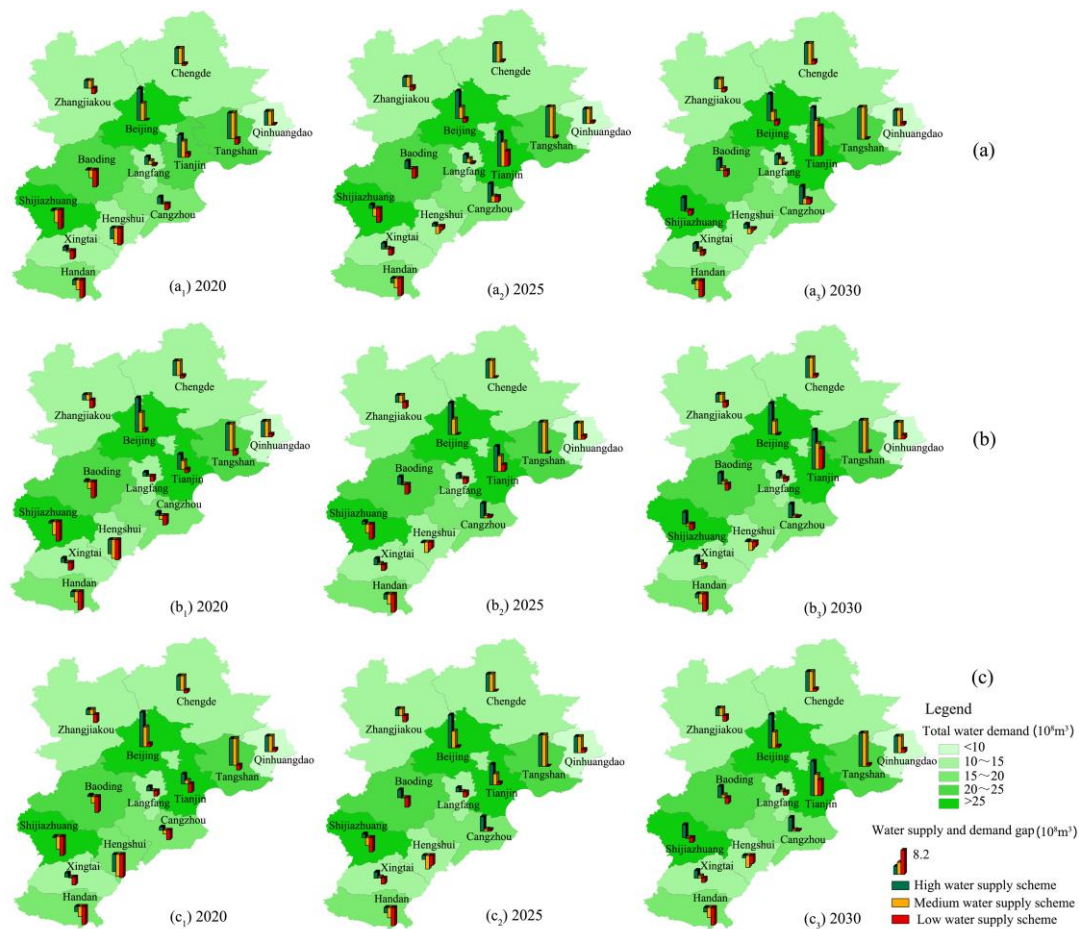 Chengde
Zhangjiakou
Beijing
Qinhuangdao
Tangshan
Baoding
Langfang
Tianjin
Shijiazhuang
Cangzhou
Hengshui
Xingtai
Handan
(a₁) 2020
Chengde
Zhangjiakou
Beijing
Qinhuangdao
Tangshan
Baoding
Langfang
Tianjin
Shijiazhuang
Cangzhou
Hengshui
Xingtai
Handan
(a₂) 2025
Chengde
Zhangjiakou
Beijing
Qinhuangdao
Tangshan
Baoding
Langfang
Tianjin
Shijiazhuang
Cangzhou
Hengshui
Xingtai
Handan
(a₃) 2030
(a)
Chengde
Zhangjiakou
Beijing
Qinhuangdao
Tangshan
Baoding
Langfang
Tianjin
Shijiazhuang
Cangzhou
Hengshui
Xingtai
Handan
(b₁) 2020
Chengde
Zhangjiakou
Beijing
Qinhuangdao
Tangshan
Baoding
Langfang
Tianjin
Shijiazhuang
Cangzhou
Hengshui
Xingtai
Handan
(b₂) 2025
Chengde
Zhangjiakou
Beijing
Qinhuangdao
Tangshan
Baoding
Langfang
Tianjin
Shijiazhuang
Cangzhou
Hengshui
Xingtai
Handan
(b₃) 2030
(b)
Chengde
Zhangjiakou
Beijing
Qinhuangdao
Tangshan
Baoding
Langfang
Tianjin
Shijiazhuang
Cangzhou
Hengshui
Xingtai
Handan
(c₁) 2020
Chengde
Zhangjiakou
Beijing
Qinhuangdao
Tangshan
Baoding
Langfang
Tianjin
Shijiazhuang
Cangzhou
Hengshui
Xingtai
Handan
(c₂) 2025
Chengde
Zhangjiakou
Beijing
Qinhuangdao
Tangshan
Baoding
Langfang
Tianjin
Shijiazhuang
Cangzhou
Hengshui
Xingtai
Handan
(c₃) 2030
(c)
Legend
Total water demand (10⁸m³)
<10
10～15
15～20
20～25
>25
Water supply and demand gap (10⁸m³)
8.2
High water supply scheme
Medium water supply scheme
Low water supply scheme